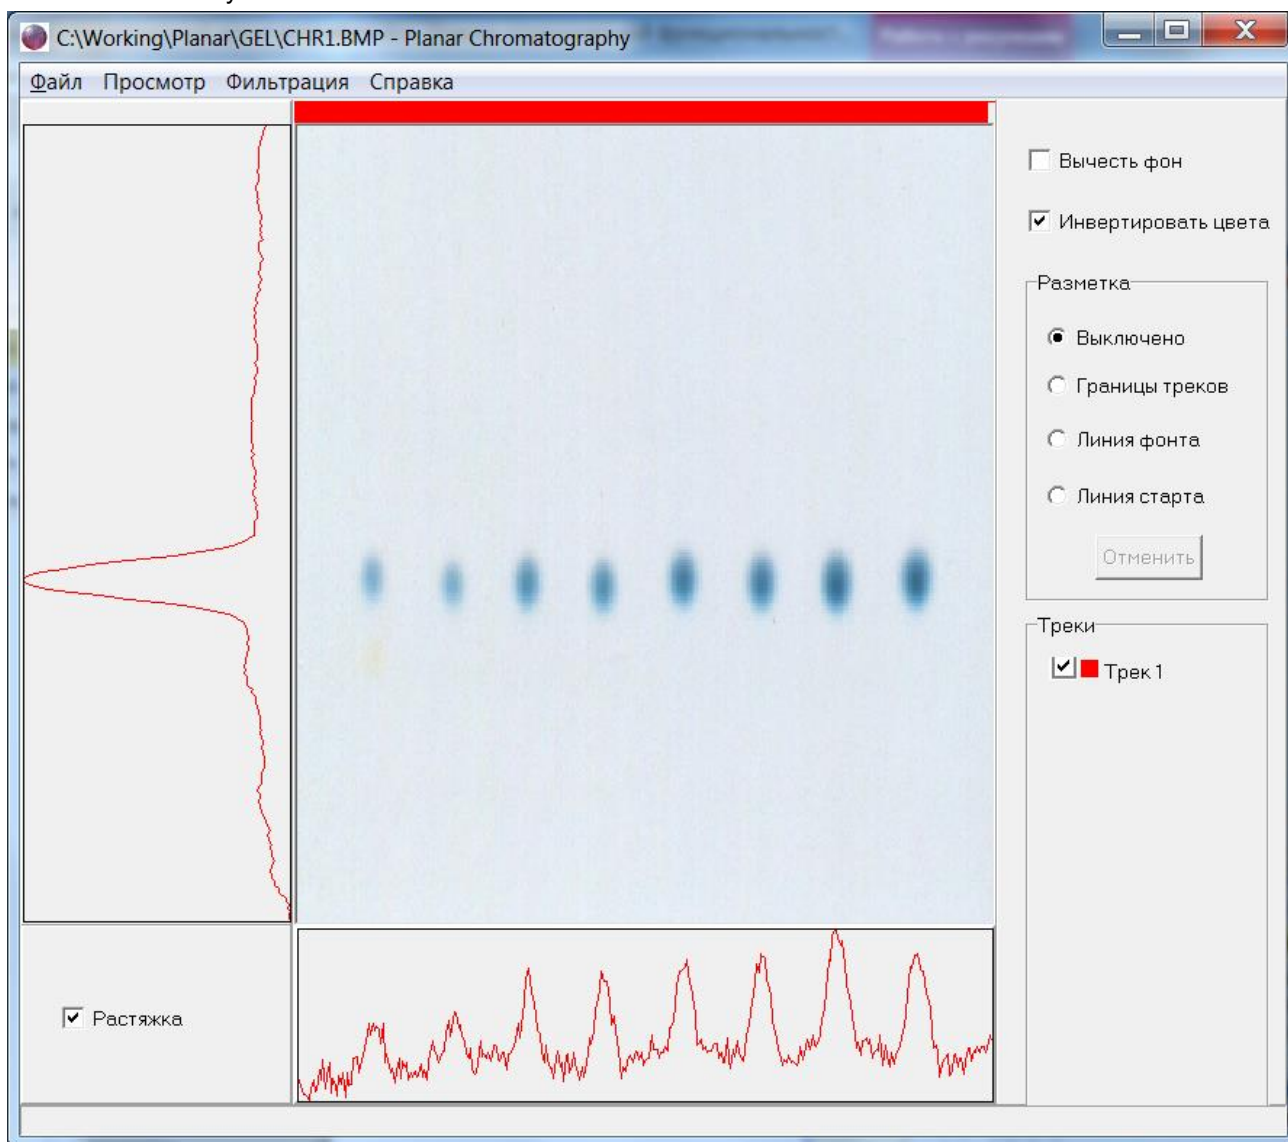 C:\Working\Planar\GEL\CHR1.BMP - Planar Chromatography
Файл Просмотр Фильтрация Справка
Вычесть фон
Инвертировать цвета
Разметка
Выключено
Границы треков
Линия фонта
Линия старта
Отменить
Треки
Трек 1
Растяжка